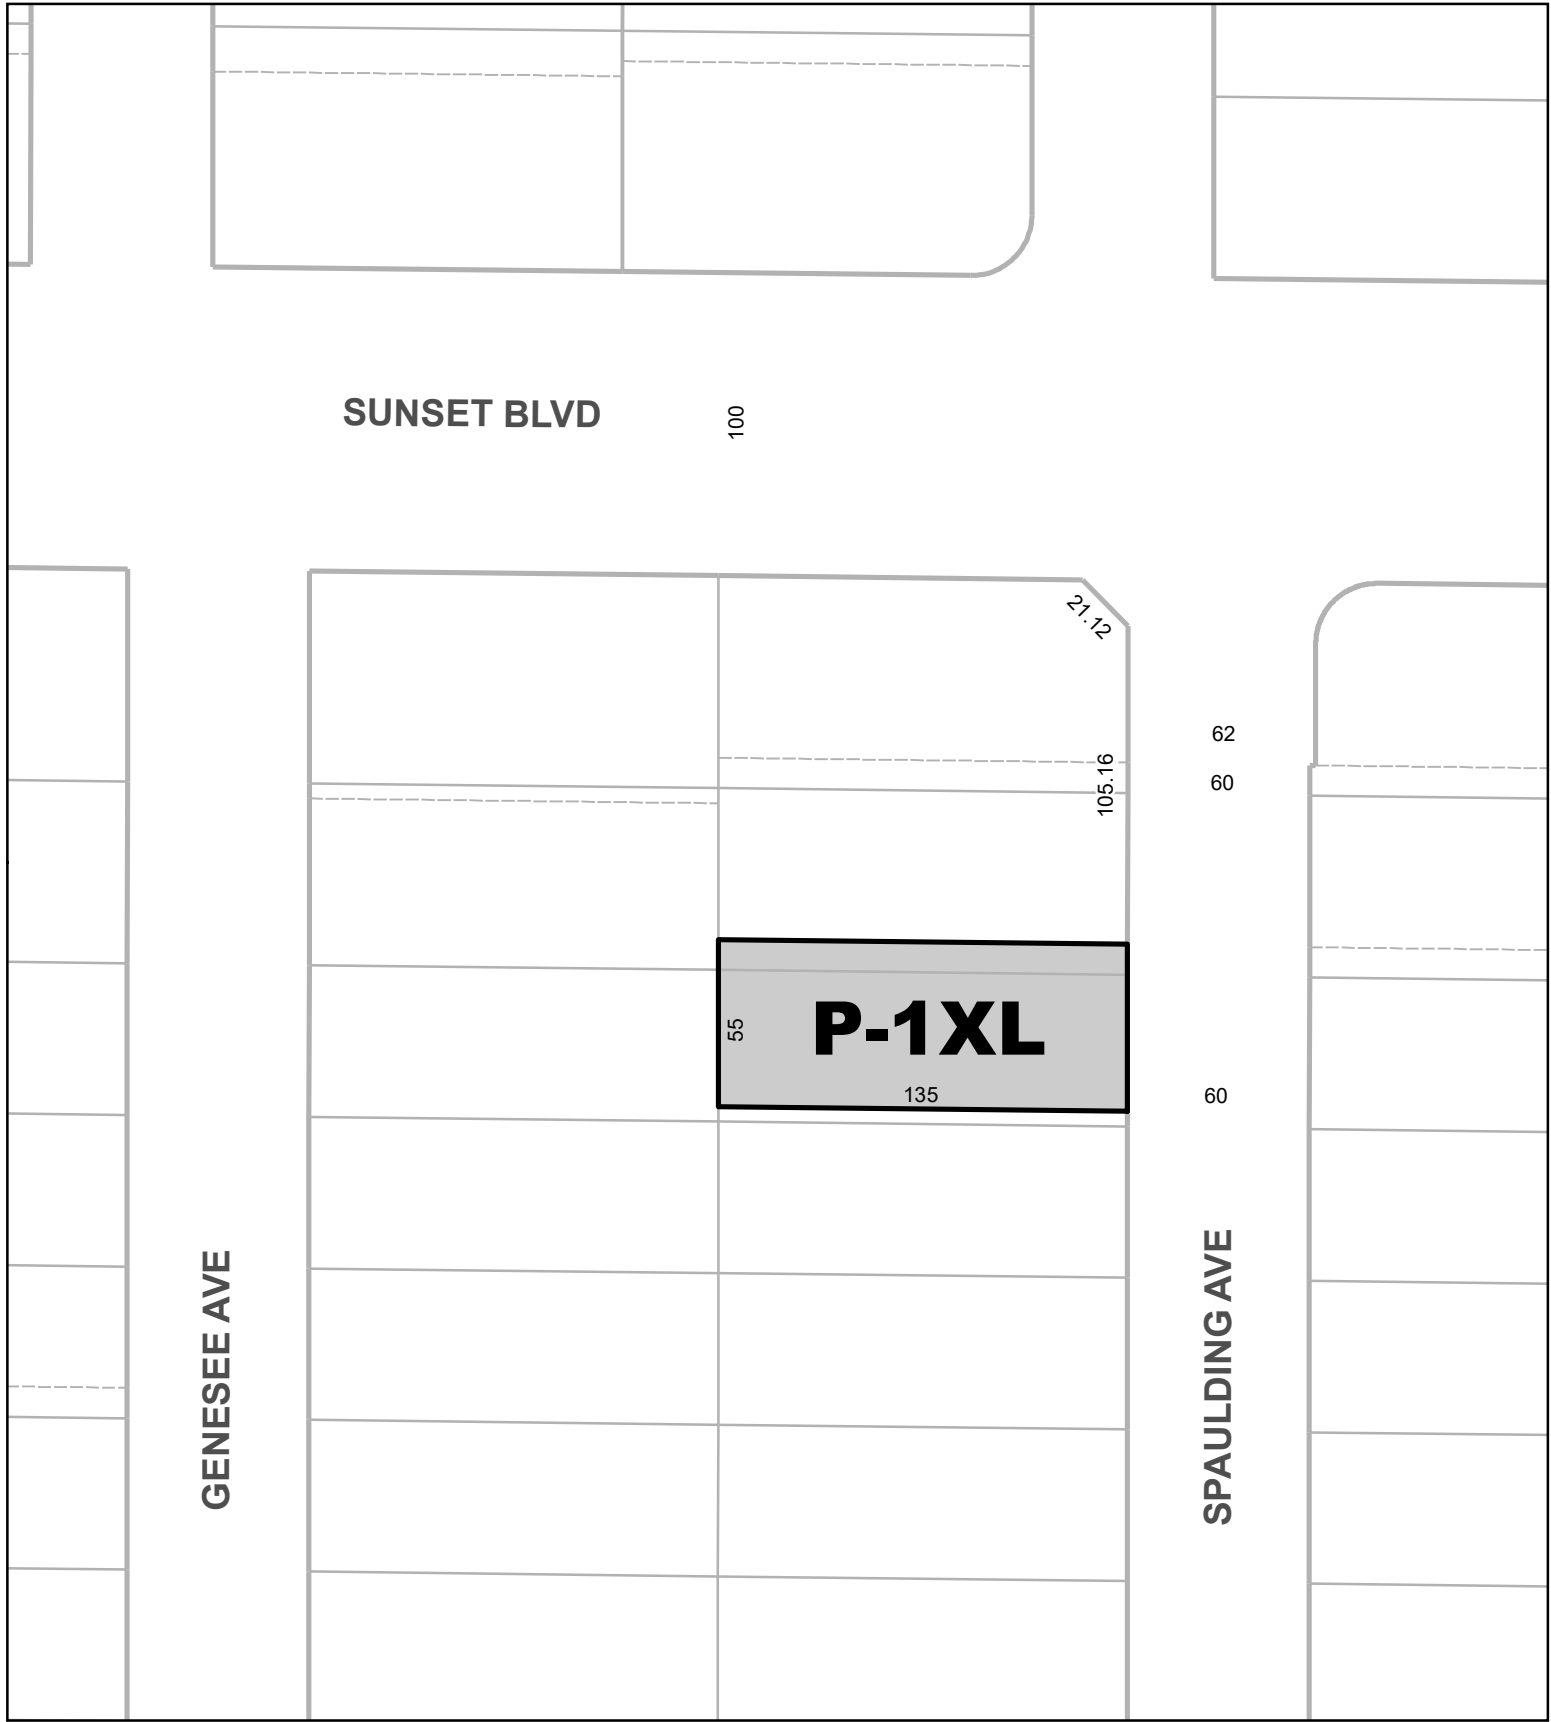 SUNSET BLVD
100
21.12
62
105.16
60
P-1XL
55
135
60
GENESEE AVE
SPAULDING AVE